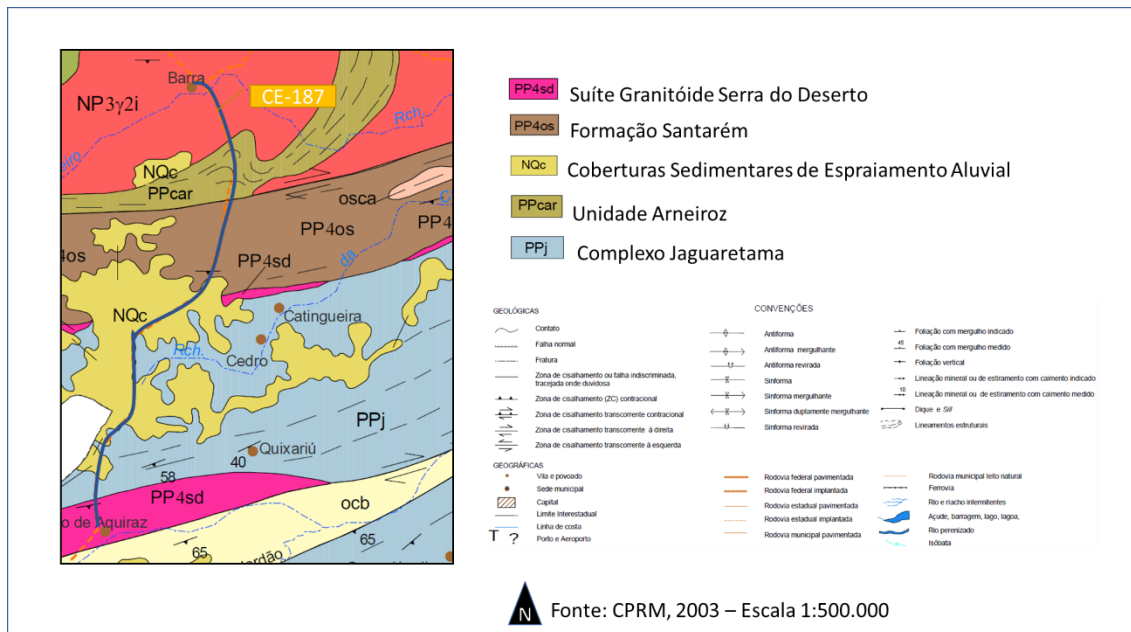 Barra
CE-187
NP3γ2i
Rch.
eiro
NQc
PPcar
osca
PP4os
PP4
4os
PP4sd
da
NQc
Catingueira
Rch.
Cedro
PPj
Quixariú
40
58
PP4sd
ocb
o de Aquiraz
65
65
ordão
PP4sd Suíte Granitóide Serra do Deserto
PP4os Formação Santarém
NQc Coberturas Sedimentares de Espraiamento Aluvial
PPcar Unidade Arneiroz
PPj Complexo Jaguaretama
GEOLÓGICAS
Contato
Falha normal
Fratura
Zona de cisalhamento ou falha indiscriminada,
tracejada onde duvidosa
Zona de cisalhamento (ZC) contracional
Zona de cisalhamento transcorrente contracional
Zona de cisalhamento transcorrente à direita
Zona de cisalhamento transcorrente à esquerda
CONVENÇÕES
Antiforma
Antiforma mergulhante
Antiforma revirada
Sinforma
Sinforma mergulhante
Sinforma duplamente mergulhante
Sinforma revirada
Foliação com mergulho indicado
45 Foliação com mergulho medido
Foliação vertical
Lineação mineral ou de estiramento com caimento indicado
10 Lineação mineral ou de estiramento com caimento medido
Dique e Sill
Lineamentos estruturais
GEOGRÁFICAS
Vila e povoado
Sede municipal
Capital
Limite Interestadual
Linha de costa
T ? Porto e Aeroporto
Rodovia federal pavimentada
Rodovia federal implantada
Rodovia estadual pavimentada
Rodovia estadual implantada
Rodovia municipal pavimentada
Rodovia municipal leito natural
Ferrovia
Rio e riacho intermitentes
Açude, barragem, lago, lagoa,
Rio perenizado
Isóbata
N Fonte: CPRM, 2003 – Escala 1:500.000